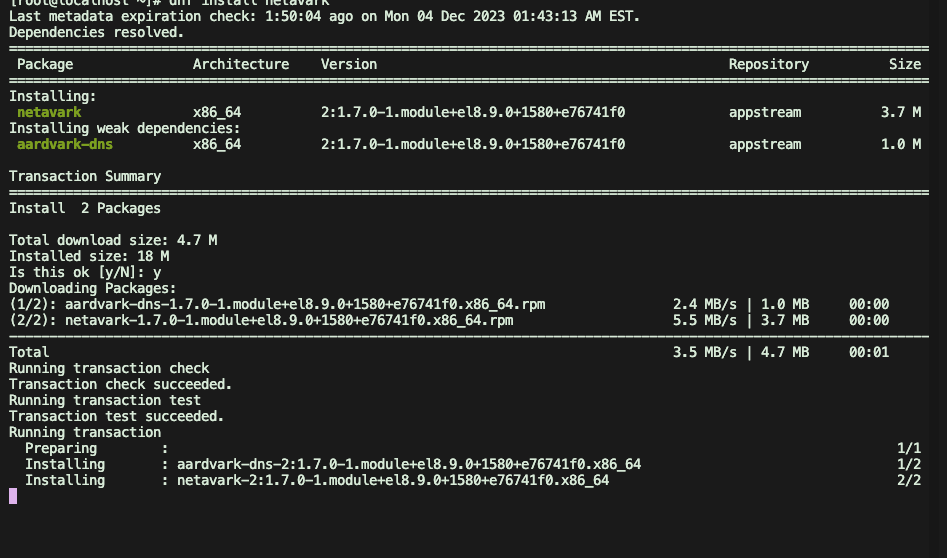 [root@localhost ~]# dnf install netavark
Last metadata expiration check: 1:50:04 ago on Mon 04 Dec 2023 01:43:13 AM EST.
Dependencies resolved.
Package Architecture Version Repository Size
Installing:
netavark x86_64 2:1.7.0-1.module+el8.9.0+1580+e76741f0 appstream 3.7 M
Installing weak dependencies:
aardvark-dns x86_64 2:1.7.0-1.module+el8.9.0+1580+e76741f0 appstream 1.0 M
Transaction Summary
Install 2 Packages
Total download size: 4.7 M
Installed size: 18 M
Is this ok [y/N]: y
Downloading Packages:
(1/2): aardvark-dns-1.7.0-1.module+el8.9.0+1580+e76741f0.x86_64.rpm 2.4 MB/s | 1.0 MB 00:00
(2/2): netavark-1.7.0-1.module+el8.9.0+1580+e76741f0.x86_64.rpm 5.5 MB/s | 3.7 MB 00:00
Total 3.5 MB/s | 4.7 MB 00:01
Running transaction check
Transaction check succeeded.
Running transaction test
Transaction test succeeded.
Running transaction
Preparing : 1/1
Installing : aardvark-dns-2:1.7.0-1.module+el8.9.0+1580+e76741f0.x86_64 1/2
Installing : netavark-2:1.7.0-1.module+el8.9.0+1580+e76741f0.x86_64 2/2